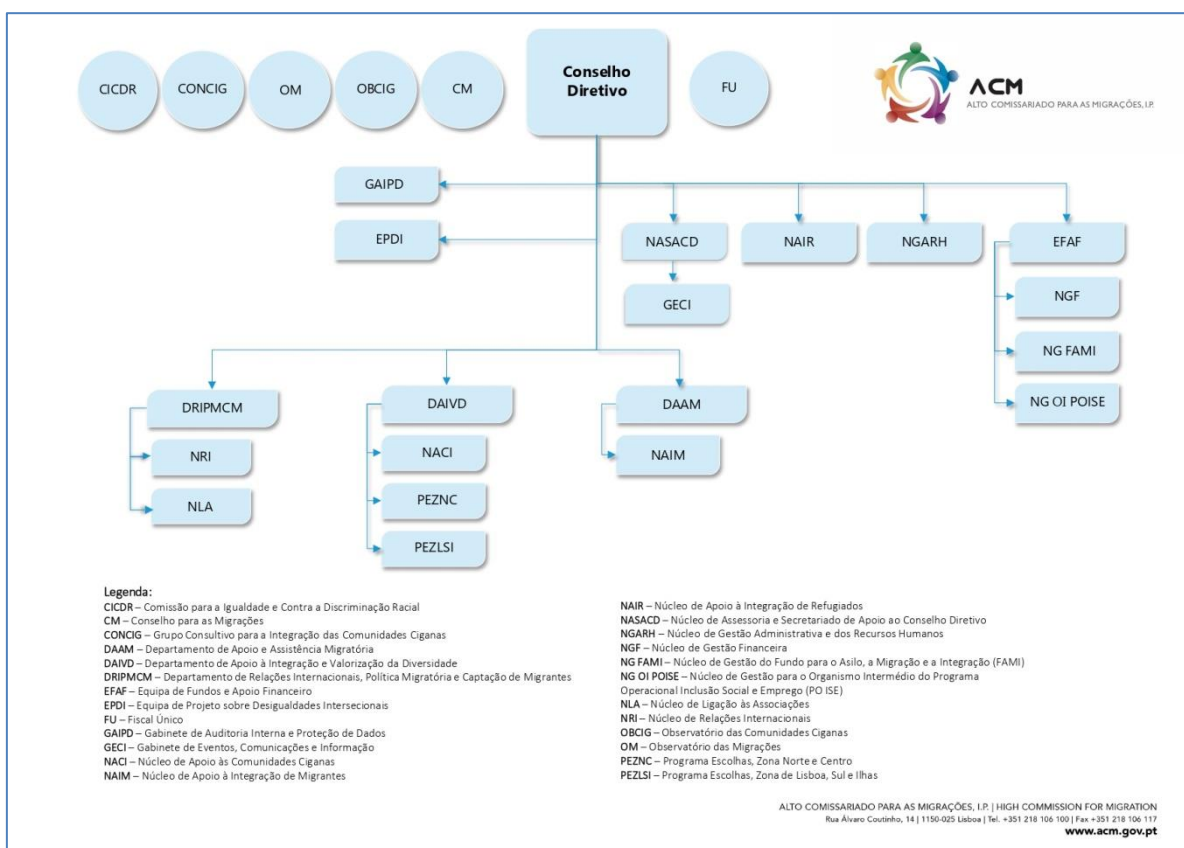 CICDR
CONCIG
OM
OBCIG
CM
Conselho
Diretivo
FU
ACM
ALTO COMISSARIADO PARA AS MIGRAÇÕES, I.P.
GAIPD
EPDI
NASACD
NAIR
NGARH
EFAF
GECI
NGF
NG FAMI
NG OI POISE
DRIPMCM
DAIVD
DAAM
NRI
NACI
NAIM
NLA
PEZNC
PEZLSI
Legenda:
CICDR – Comissão para a Igualdade e Contra a Discriminação Racial
CM – Conselho para as Migrações
CONCIG – Grupo Consultivo para a Integração das Comunidades Ciganas
DAAM – Departamento de Apoio e Assistência Migratória
DAIVD – Departamento de Apoio à Integração e Valorização da Diversidade
DRIPMCM – Departamento de Relações Internacionais, Política Migratória e Captação de Migrantes
EFAF – Equipa de Fundos e Apoio Financeiro
EPDI – Equipa de Projeto sobre Desigualdades Intersecionais
FU – Fiscal Único
GAIPD – Gabinete de Auditoria Interna e Proteção de Dados
GECI – Gabinete de Eventos, Comunicações e Informação
NACI – Núcleo de Apoio às Comunidades Ciganas
NAIM – Núcleo de Apoio à Integração de Migrantes
NAIR – Núcleo de Apoio à Integração de Refugiados
NASACD – Núcleo de Assessoria e Secretariado de Apoio ao Conselho Diretivo
NGARH – Núcleo de Gestão Administrativa e dos Recursos Humanos
NGF – Núcleo de Gestão Financeira
NG FAMI – Núcleo de Gestão do Fundo para o Asilo, a Migração e a Integração (FAMI)
NG OI POISE – Núcleo de Gestão para o Organismo Intermédio do Programa
Operacional Inclusão Social e Emprego (PO ISE)
NLA – Núcleo de Ligação às Associações
NRI – Núcleo de Relações Internacionais
OBCIG – Observatório das Comunidades Ciganas
OM – Observatório das Migrações
PEZNC – Programa Escolhas, Zona Norte e Centro
PEZLSI – Programa Escolhas, Zona de Lisboa, Sul e Ilhas
ALTO COMISSARIADO PARA AS MIGRAÇÕES, I.P. | HIGH COMMISSION FOR MIGRATION
Rua Álvaro Coutinho, 14 | 1150-025 Lisboa | Tel. +351 218 106 100 | Fax +351 218 106 117
www.acm.gov.pt